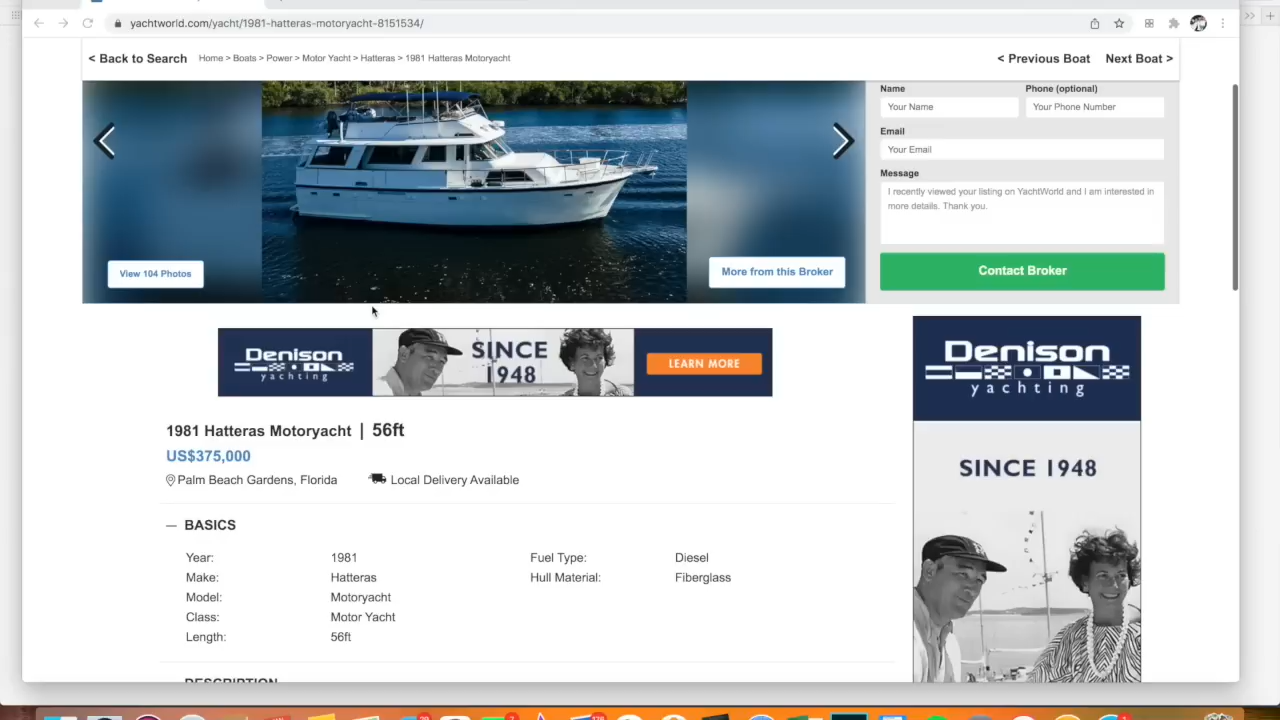 yachtworld.com/yacht/1981-hatteras-motoryacht-8151534/
< Back to Search
Home > Boats > Power > Motor Yacht > Hatteras > 1981 Hatteras Motoryacht
< Previous Boat
Next Boat >
Name
Phone (optional)
Your Name
Your Phone Number
Email
Your Email
Message
I recently viewed your listing on YachtWorld and I am interested in
more details. Thank you.
View 104 Photos
More from this Broker
Contact Broker
Denison
yachting
SINCE
1948
LEARN MORE
Denison
yachting
SINCE 1948
1981 Hatteras Motoryacht | 56ft
US$375,000
Palm Beach Gardens, Florida
Local Delivery Available
— BASICS
Year: 1981
Fuel Type: Diesel
Make: Hatteras
Hull Material: Fiberglass
Model: Motoryacht
Class: Motor Yacht
Length: 56ft
DESCRIPTION